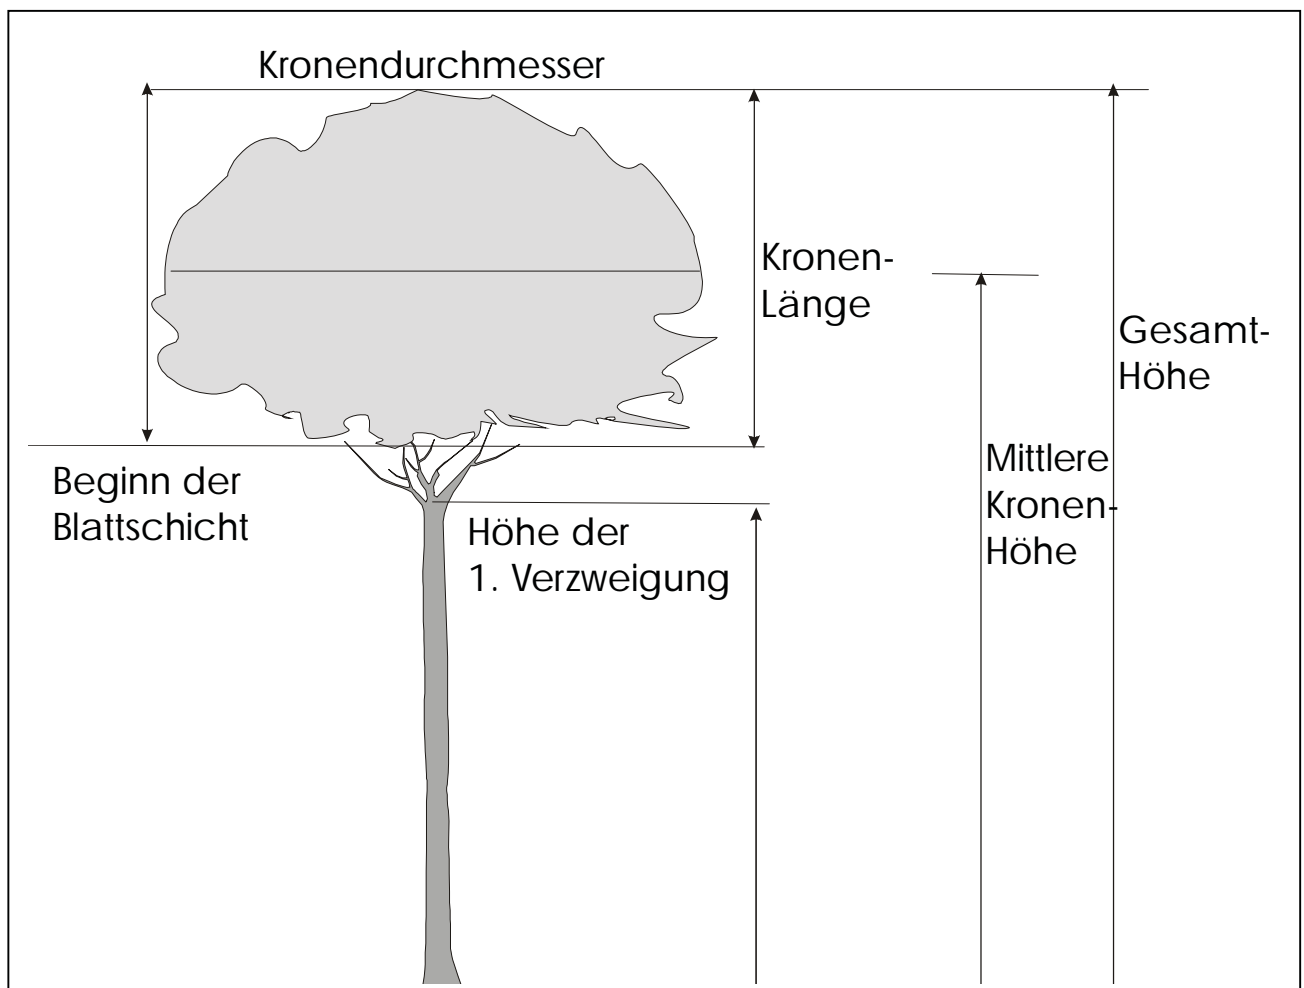 Kronendurchmesser
Kronen-
Länge
Gesamt-
Höhe
Mittlere
Kronen-
Höhe
Beginn der
Blattschicht
Höhe der
1. Verzweigung